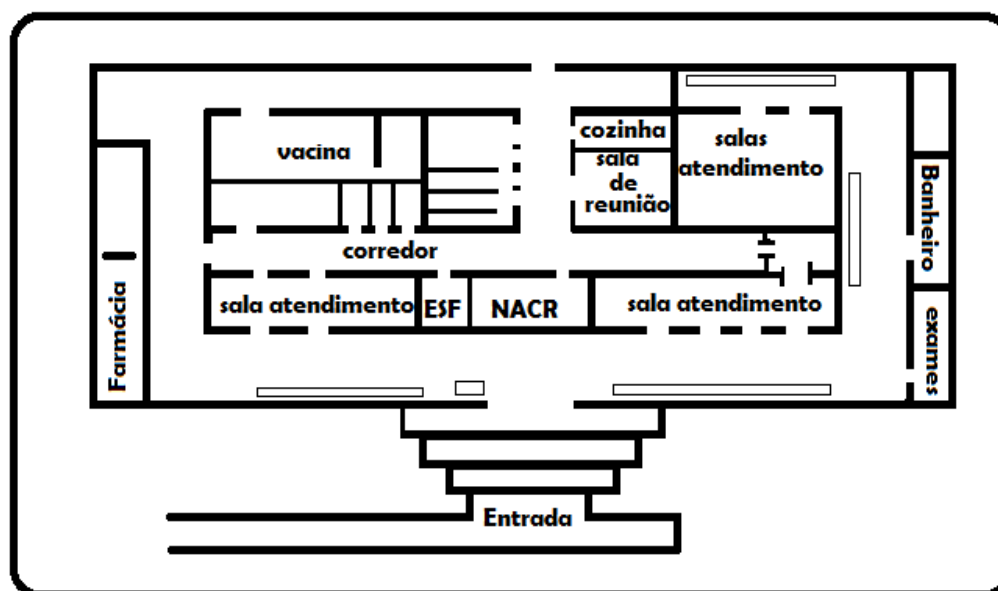 cozinha
vacina
sala
de
reunião
salas
atendimento
Banheiro
corredor
sala atendimento
ESF
NACR
sala atendimento
Farmácia
exames
Entrada